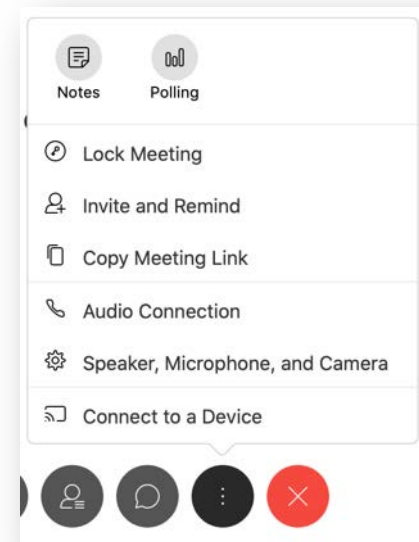 Notes
Polling
Lock Meeting
Invite and Remind
Copy Meeting Link
Audio Connection
Speaker, Microphone, and Camera
Connect to a Device